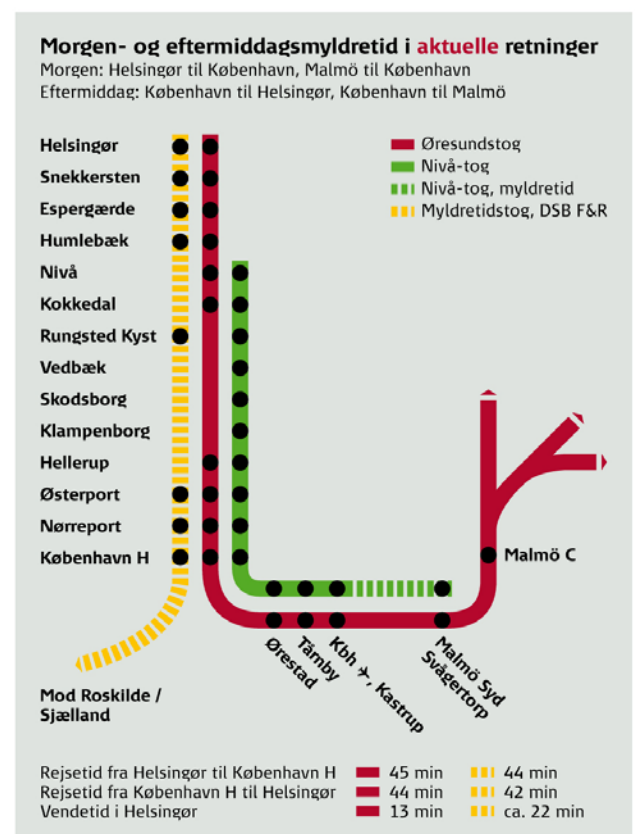 Morgen- og eftermiddagsmyldretid i aktuelle retninger
Morgen: Helsingør til København, Malmö til København
Eftermiddag: København til Helsingør, København til Malmö
Helsingør
Snekkersten
Espergærde
Humlebæk
Nivå
Kokkedal
Rungsted Kyst
Vedbæk
Skodsborg
Klampenborg
Hellerup
Østerport
Nørreport
København H
Øresundstog
Nivå-tog
Nivå-tog, myldretid
Myldretidstog, DSB F&R
Malmö C
Ørestad
Tårnby
Kbh ✈, Kastrup
Malmö Syd
Svågertorp
Mod Roskilde /
Sjælland
Rejsetid fra Helsingør til København H 45 min 44 min
Rejsetid fra København H til Helsingør 44 min 42 min
Vendetid i Helsingør 13 min ca. 22 min